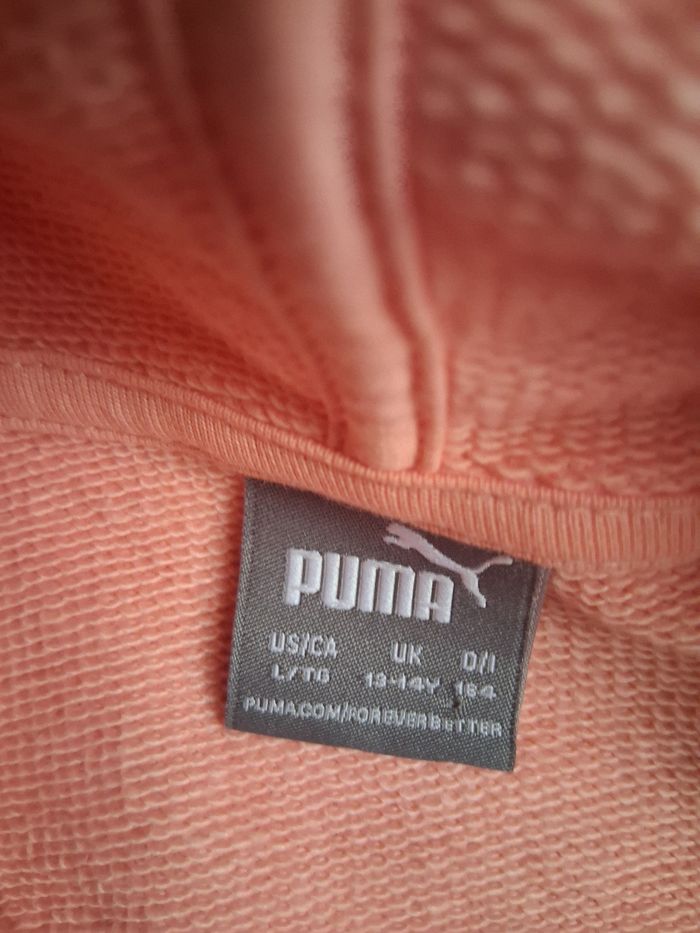 PUMA
US/CA UK D/I
L/TG 13-14Y 164
PUMA.COM/FOREVERBETTER